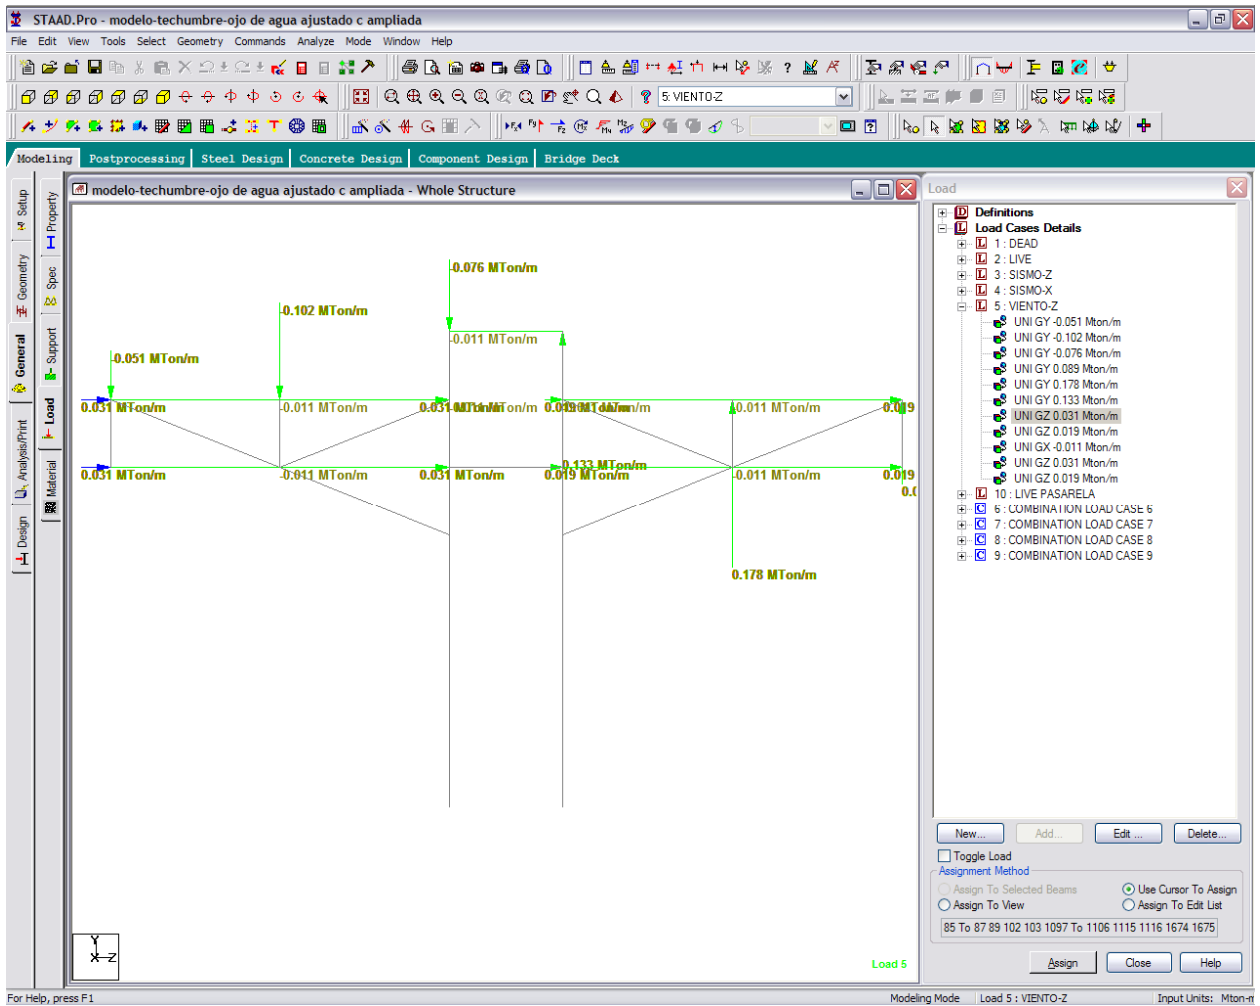 STAAD.Pro - modelo-techumbre-ojo de agua ajustado c ampliada
File Edit View Tools Select Geometry Commands Analyze Mode Window Help
5: VIENTO-Z
Modeling Postprocessing Steel Design Concrete Design Component Design Bridge Deck
Setup
Geometry
General
Analysis/Print
Design
Property
Spec
Support
Load
Material
modelo-techumbre-ojo de agua ajustado c ampliada - Whole Structure
-0.076 MTon/m
-0.102 MTon/m
-0.011 MTon/m
-0.051 MTon/m
0.031 MTon/m
-0.011 MTon/m
-0.011 MTon/m
0.019
0.133 MTon/m
0.031 MTon/m
-0.011 MTon/m
0.031 MTon/m
0.019 MTon/m
-0.011 MTon/m
0.019
0.178 MTon/m
Y
X
Z
Load 5
Load
Definitions
Load Cases Details
1 : DEAD
2 : LIVE
3 : SISMO-Z
4 : SISMO-X
5 : VIENTO-Z
UNI GY -0.051 Mton/m
UNI GY -0.102 Mton/m
UNI GY -0.076 Mton/m
UNI GY 0.089 Mton/m
UNI GY 0.178 Mton/m
UNI GY 0.133 Mton/m
UNI GZ 0.031 Mton/m
UNI GZ 0.019 Mton/m
UNI GX -0.011 Mton/m
UNI GZ 0.031 Mton/m
UNI GZ 0.019 Mton/m
10 : LIVE PASARELA
6 : COMBINATION LOAD CASE 6
7 : COMBINATION LOAD CASE 7
8 : COMBINATION LOAD CASE 8
9 : COMBINATION LOAD CASE 9
New... Add... Edit ... Delete...
Toggle Load
Assignment Method
Assign To Selected Beams Use Cursor To Assign
Assign To View Assign To Edit List
85 To 87 89 102 103 1097 To 1106 1115 1116 1674 1675
Assign Close Help
For Help, press F1
Modeling Mode Load 5 : VIENTO-Z Input Units: Mton-